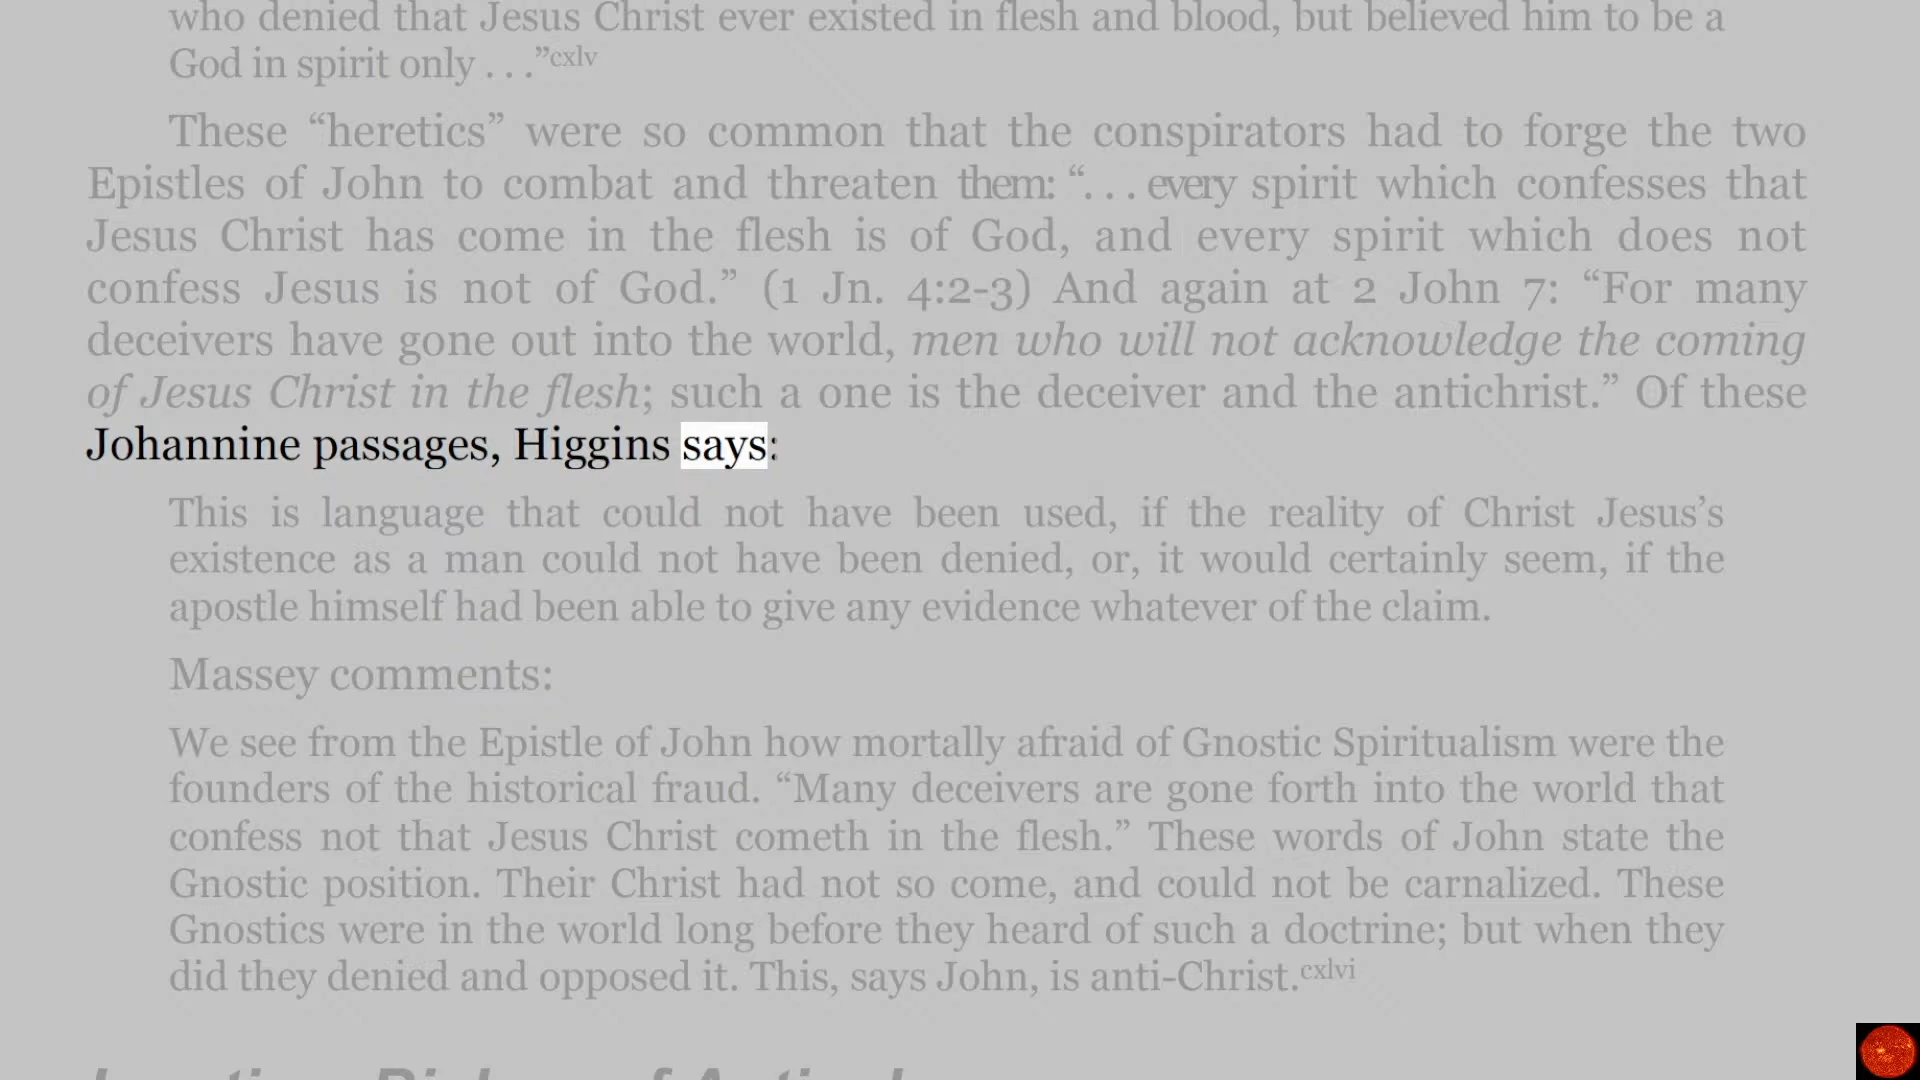 who denied that Jesus Christ ever existed in flesh and blood, but believed him to be a
God in spirit only . . .”cxlv
These “heretics” were so common that the conspirators had to forge the two
Epistles of John to combat and threaten them: “. . . every spirit which confesses that
Jesus Christ has come in the flesh is of God, and every spirit which does not
confess Jesus is not of God.” (1 Jn. 4:2-3) And again at 2 John 7: “For many
deceivers have gone out into the world, men who will not acknowledge the coming
of Jesus Christ in the flesh; such a one is the deceiver and the antichrist.” Of these
Johannine passages, Higgins says:
This is language that could not have been used, if the reality of Christ Jesus’s
existence as a man could not have been denied, or, it would certainly seem, if the
apostle himself had been able to give any evidence whatever of the claim.
Massey comments:
We see from the Epistle of John how mortally afraid of Gnostic Spiritualism were the
founders of the historical fraud. “Many deceivers are gone forth into the world that
confess not that Jesus Christ cometh in the flesh.” These words of John state the
Gnostic position. Their Christ had not so come, and could not be carnalized. These
Gnostics were in the world long before they heard of such a doctrine; but when they
did they denied and opposed it. This, says John, is anti-Christ.cxlvi